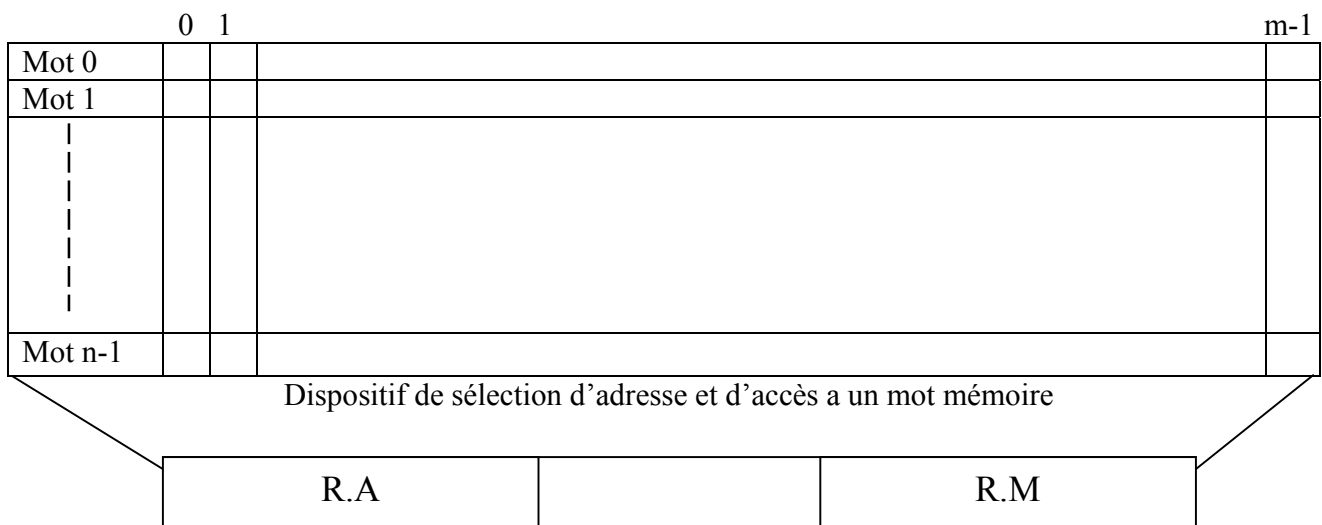 0 1 m-1
Mot 0
Mot 1
Mot n-1
Dispositif de sélection d’adresse et d’accès a un mot mémoire
R.A R.M